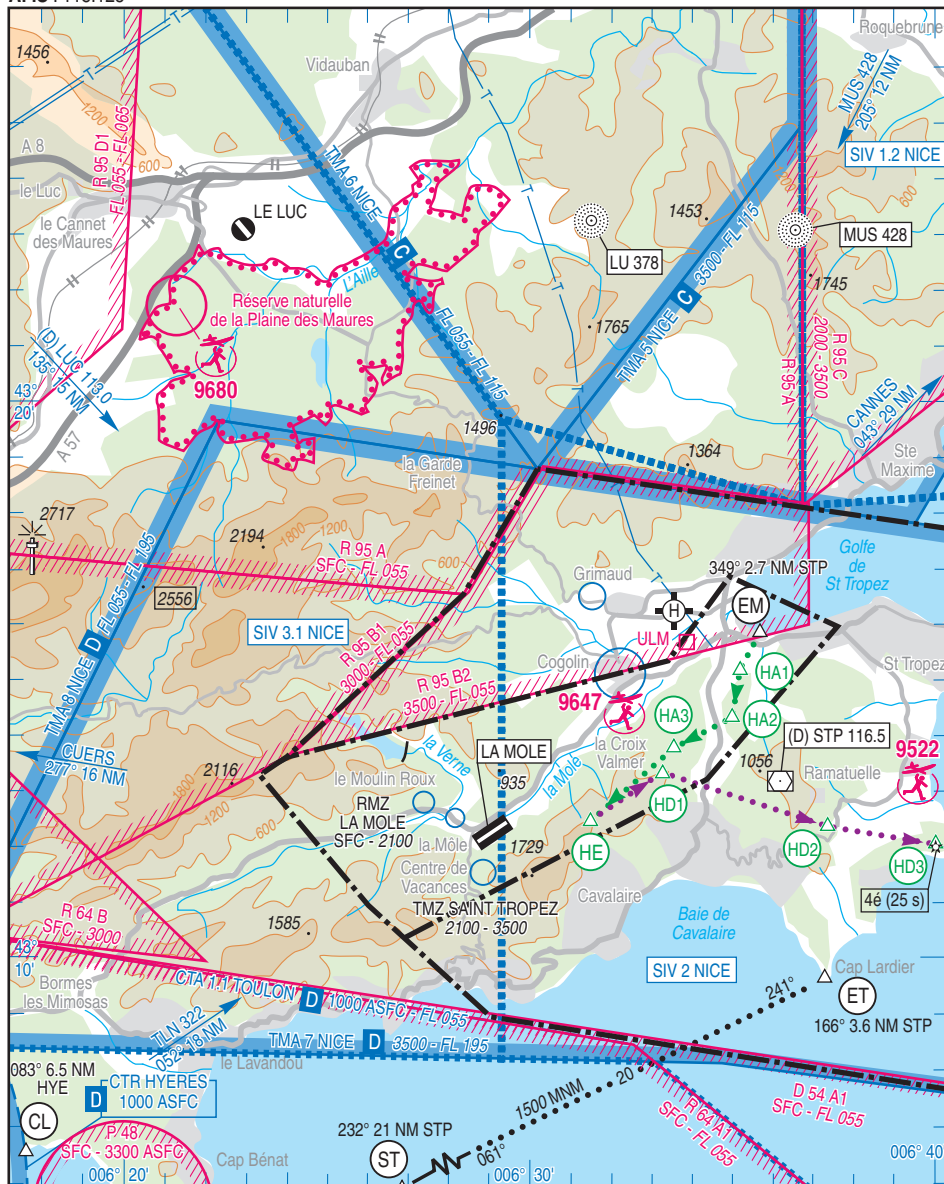 1456
Vidauban
Roquebrune
MUS 428
205° 12 NM
A 8
R 95 D1
FL 055 - FL 065
TMA 6 NICE
C
FL 055 - FL 115
SIV 1.2 NICE
le Luc
le Cannet
des Maures
LE LUC
1453
600
1200
600
LU 378
MUS 428
L'Aille
1745
Réserve naturelle
de la Plaine des Maures
1765
TMA 5 NICE
C
3500 - FL 115
R 95 A
R 95 C
2000 - 3500
(D) LUC 113.0
135° 15 NM
9680
43°
20'
CANNES
043° 29 NM
A 57
1496
1364
la Garde
Freinet
Ste
Maxime
2717
2194
1800
1200
600
R 95 A
SFC - FL 055
Golfe
de
St Tropez
349° 2.7 NM STP
2556
Grimaud
H
EM
TMA 8 NICE
D
FL 055 - FL 195
SIV 3.1 NICE
R 95 B1
3000 - FL 055
ULM
Cogolin
St Tropez
HA1
R 95 B2
3500 - FL 055
9647
HA3
HA2
CUERS
277° 16 NM
la Verne
LA MOLE
la Croix
Valmer
(D) STP 116.5
9522
1056
Ramatuelle
2116
1800
1200
600
le Moulin Roux
935
la Mole
HD1
RMZ
LA MOLE
SFC - 2100
la Môle
1729
HE
HD2
HD3
Centre de
Vacances
Cavalaire
4é (25 s)
R 64 B
SFC - 3000
1585
TMZ SAINT TROPEZ
2100 - 3500
Baie de
Cavalaire
43°
10'
SIV 2 NICE
Cap Lardier
Bormes
les Mimosas
CTA 1.1 TOULON
D
1000 ASFC - FL 055
241°
ET
166° 3.6 NM STP
TLN 322
052° 18 NM
TMA 7 NICE
D
3500 - FL 195
le Lavandou
083° 6.5 NM
HYE
D
CTR HYERES
1000 ASFC
20
D 54 A1
SFC - FL 055
R 64 A1
SFC - FL 055
CL
1500 MNM
061°
232° 21 NM STP
P 48
SFC - 3300 ASFC
ST
Cap Bénat
006° 20'
006° 30'
006° 40'